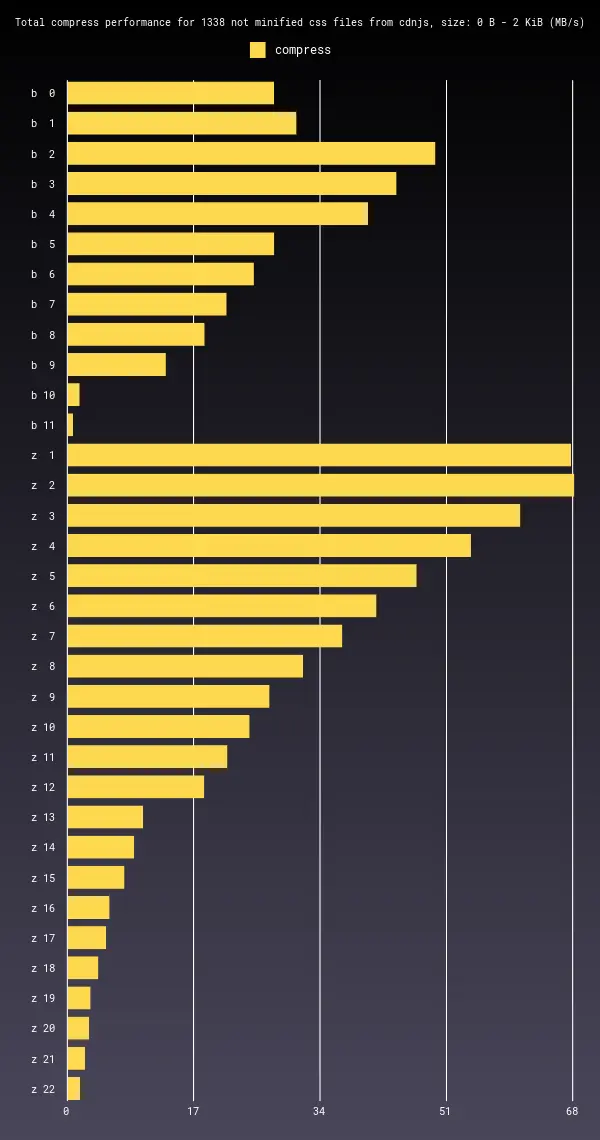 Total compress performance for 1338 not minified css files from cdnjs, size: 0 B - 2 KiB (MB/s)
compress
b 0
b 1
b 2
b 3
b 4
b 5
b 6
b 7
b 8
b 9
b 10
b 11
z 1
z 2
z 3
z 4
z 5
z 6
z 7
z 8
z 9
z 10
z 11
z 12
z 13
z 14
z 15
z 16
z 17
z 18
z 19
z 20
z 21
z 22
0 17 34 51 68